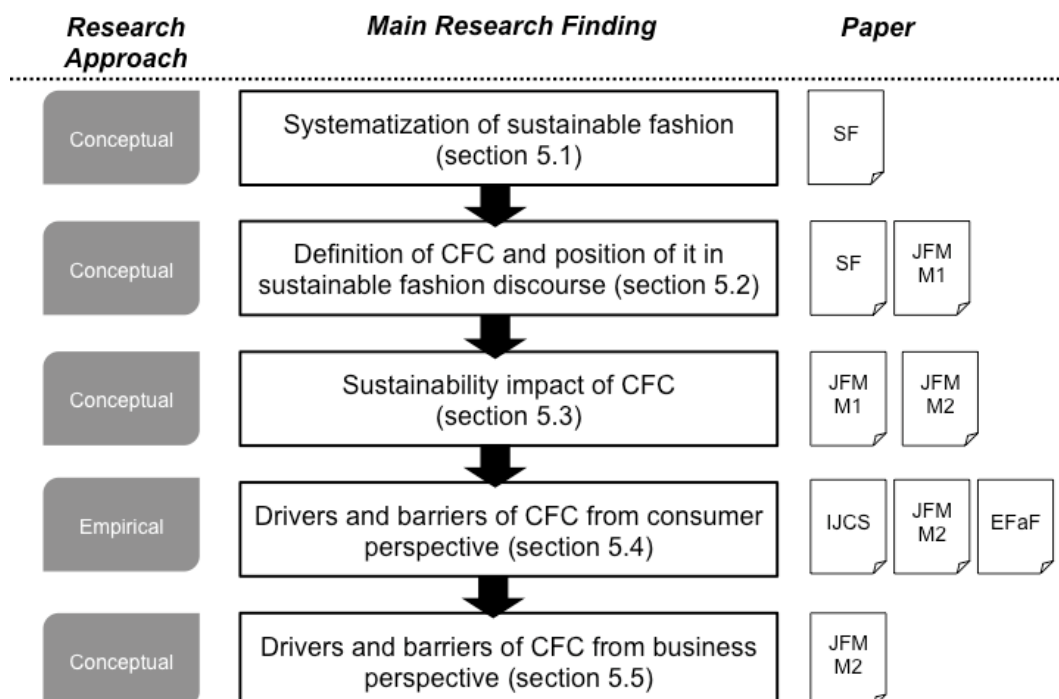 Research
Approach
Main Research Finding
Paper
Conceptual
Systematization of sustainable fashion
(section 5.1)
SF
Conceptual
Definition of CFC and position of it in
sustainable fashion discourse (section 5.2)
SF
JFM
M1
Conceptual
Sustainability impact of CFC
(section 5.3)
JFM
M1
JFM
M2
Empirical
Drivers and barriers of CFC from consumer
perspective (section 5.4)
IJCS
JFM
M2
EFaF
Conceptual
Drivers and barriers of CFC from business
perspective (section 5.5)
JFM
M2